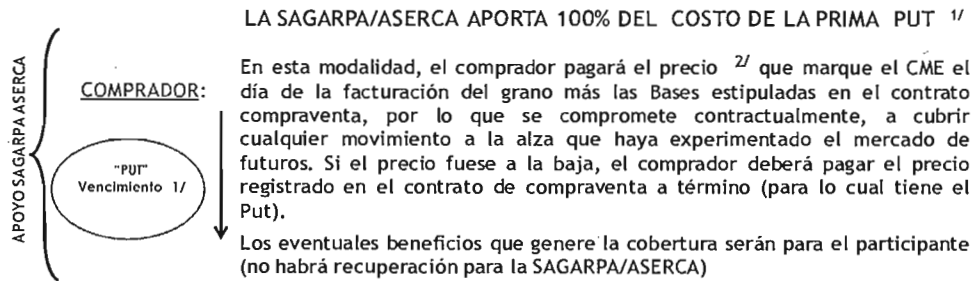 LA SAGARPA/ASERCA APORTA 100% DEL COSTO DE LA PRIMA PUT 1/
APOYO SAGARPA ASERCA
COMPRADOR:
"PUT"
Vencimiento 1/
En esta modalidad, el comprador pagará el precio 2/ que marque el CME el
día de la facturación del grano más las Bases estipuladas en el contrato
compraventa, por lo que se compromete contractualmente, a cubrir
cualquier movimiento a la alza que haya experimentado el mercado de
futuros. Si el precio fuese a la baja, el comprador deberá pagar el precio
registrado en el contrato de compraventa a término (para lo cual tiene el
Put).
Los eventuales beneficios que genere la cobertura serán para el participante
(no habrá recuperación para la SAGARPA/ASERCA)